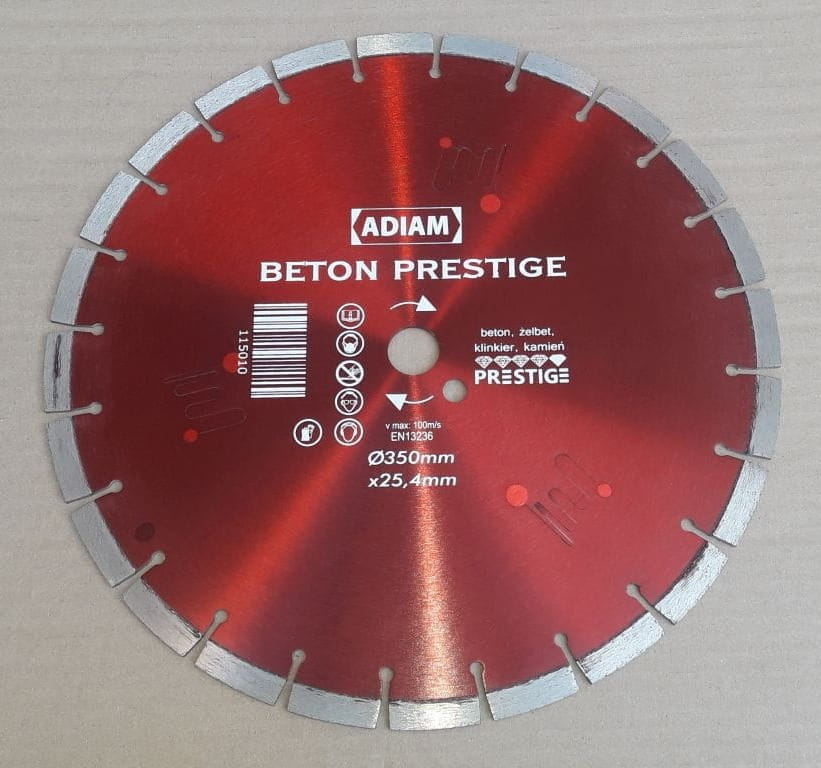 ADIAM
BETON PRESTIGE
115010
beton, żelbet,
klinkier, kamień
PRESTIGE
v max: 100m/s
EN13236
Ø350mm
x25,4mm